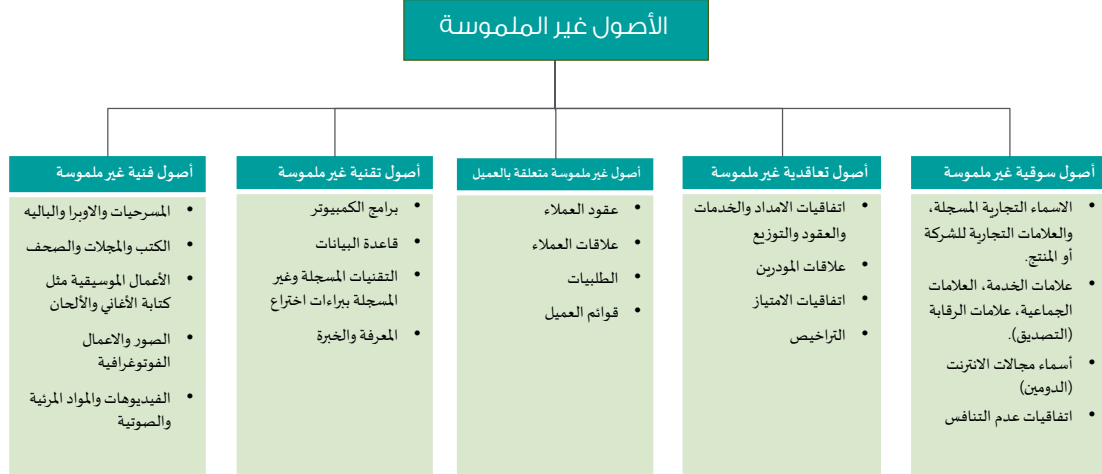 الأصول غير الملموسة
أصول سوقية غير ملموسة
• الاسماء التجارية المسجلة،
والعلامات التجارية للشركة
أو المنتج.
• علامات الخدمة، العلامات
الجماعية، علامات الرقابة
(التصديق).
• أسماء مجالات الانترنت
(الدومين)
• اتفاقيات عدم التنافس
أصول تعاقدية غير ملموسة
• اتفاقيات الامداد والخدمات
والعقود والتوزيع
• علاقات المودرين
• اتفاقيات الامتياز
• التراخيص
أصول غير ملموسة متعلقة بالعميل
• عقود العملاء
• علاقات العملاء
• الطلبيات
• قوائم العميل
أصول تقنية غير ملموسة
• برامج الكمبيوتر
• قاعدة البيانات
• التقنيات المسجلة وغير
المسجلة ببراءات اختراع
• المعرفة والخبرة
أصول فنية غير ملموسة
• المسرحيات والاوبرا والباليه
• الكتب والمجلات والصحف
• الأعمال الموسيقية مثل
كتابة الأغاني والألحان
• الصور والاعمال
الفوتوغرافية
• الفيديوهات والمواد المرئية
والصوتية